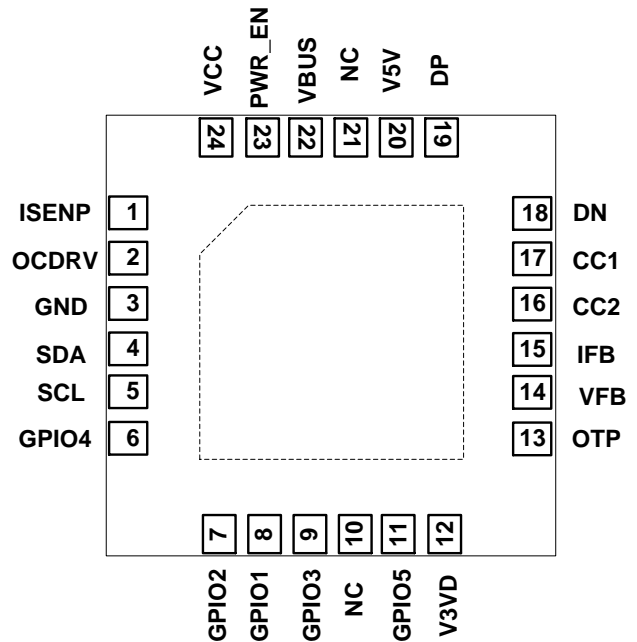 VCC PWR_EN VBUS NC V5V DP
24 23 22 21 20 19
ISENP 1
OCDRV 2
GND 3
SDA 4
SCL 5
GPIO4 6
18 DN
17 CC1
16 CC2
15 IFB
14 VFB
13 OTP
7 8 9 10 11 12
GPIO2 GPIO1 GPIO3 NC GPIO5 V3VD